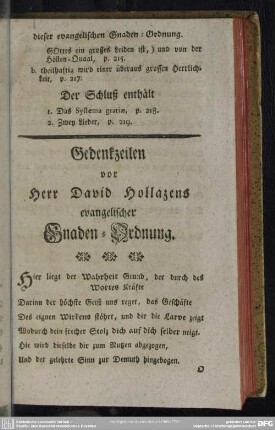 dieser evangelischen Gnaden-Ordnung.
GOttes ein großes Leiden ist,) und von der
Höllen-Quaal, p. 215.
b. theilhaftig wird einer überaus grossen Herrlich-
keit, p. 217.
Der Schluß enthält
1. Das Systema gratiæ, p. 218.
2. Zwey Lieder, p. 219.
Gedenkzeilen
vor
Herr David Hollazens
evangelischer
Gnaden-Ordnung.
Hier liegt der Wahrheit Grund, der durch des
Wortes Kräfte
Darinn der höchste Geist uns reget, das Geschäfte
Des eignen Wirkens stöhrt, und dir die Larve zeigt
Wodurch dein frecher Stolz dich auf dich selber neigt.
Hie wird dieselbe dir zum Nutzen abgezogen,
Und der gelehrte Sinn zur Demuth hingebogen.